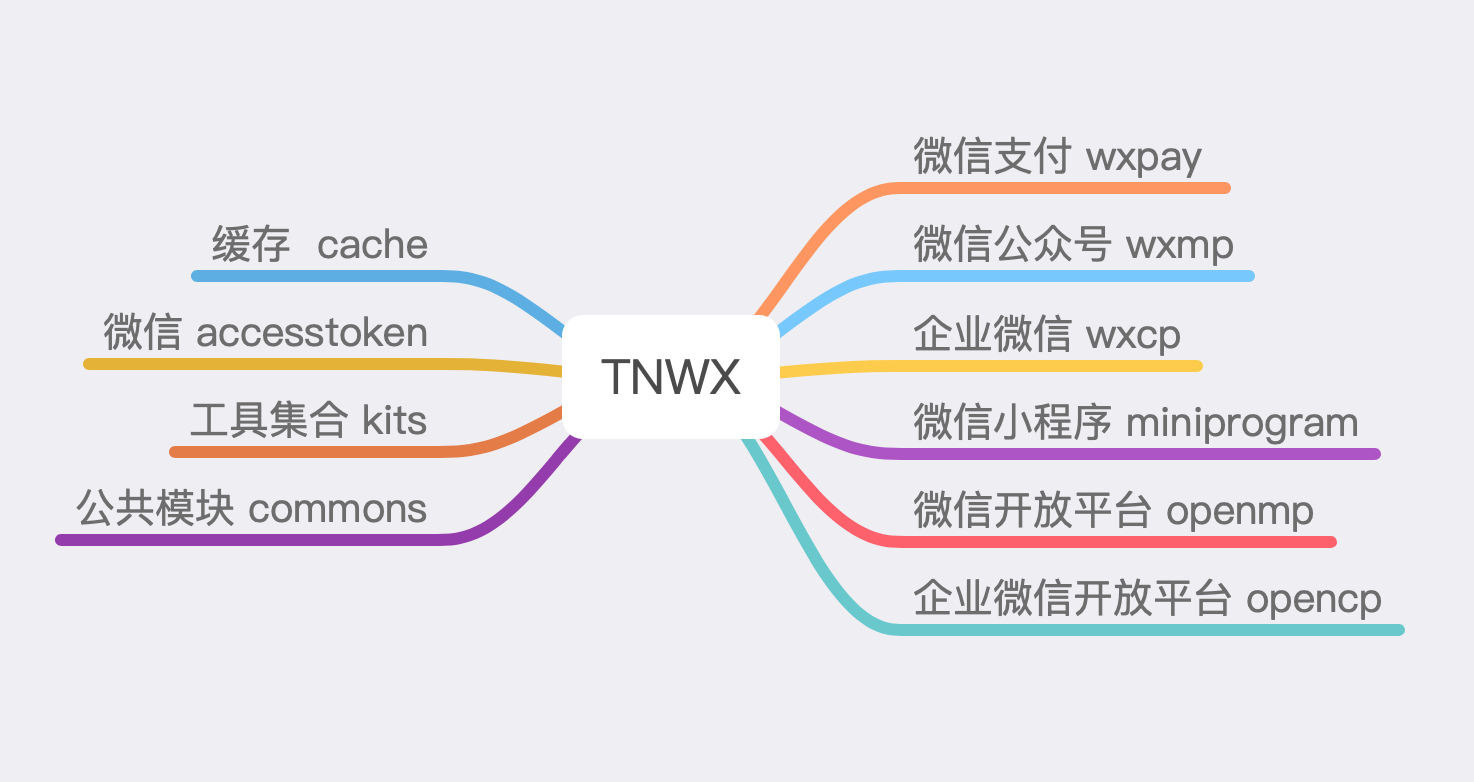 TNWX
微信支付 wxpay
微信公众号 wxmp
企业微信 wxcp
微信小程序 miniprogram
微信开放平台 openmp
企业微信开放平台 opencp
缓存 cache
微信 accesstoken
工具集合 kits
公共模块 commons